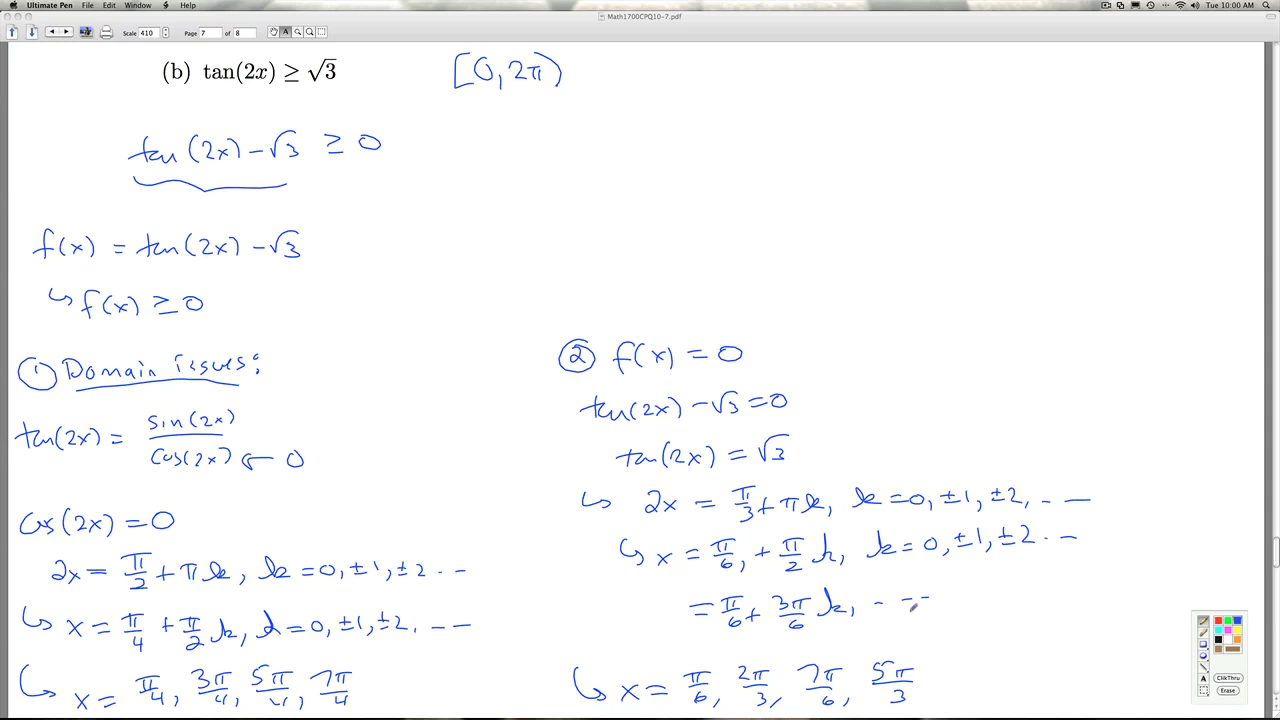 Ultimate Pen File Edit Window Help Tue 10:00 AM
Math1700CPQ10-7.pdf
Scale 410 Page 7 of 8
(b) tan(2x) ≥ √3 [0, 2π)
tan(2x) - √3 ≥ 0
f(x) = tan(2x) - √3
↳ f(x) ≥ 0
① Domain issues:
tan(2x) = sin(2x)/cos(2x) ← 0
cos(2x) = 0
2x = π/2 + πk, k = 0, ±1, ±2 . --
↳ x = π/4 + π/2 k, k = 0, ±1, ±2. --
↳ x = π/4, 3π/4, 5π/4, 7π/4
② f(x) = 0
tan(2x) - √3 = 0
tan(2x) = √3
↳ 2x = π/3 + πk, k = 0, ±1, ±2, . --
↳ x = π/6, + π/2 k, k = 0, ±1, ±2 . --
= π/6 + 3π/6 k, - --
↳ x = π/6, 2π/3, 7π/6, 5π/3
ClickThru
Erase